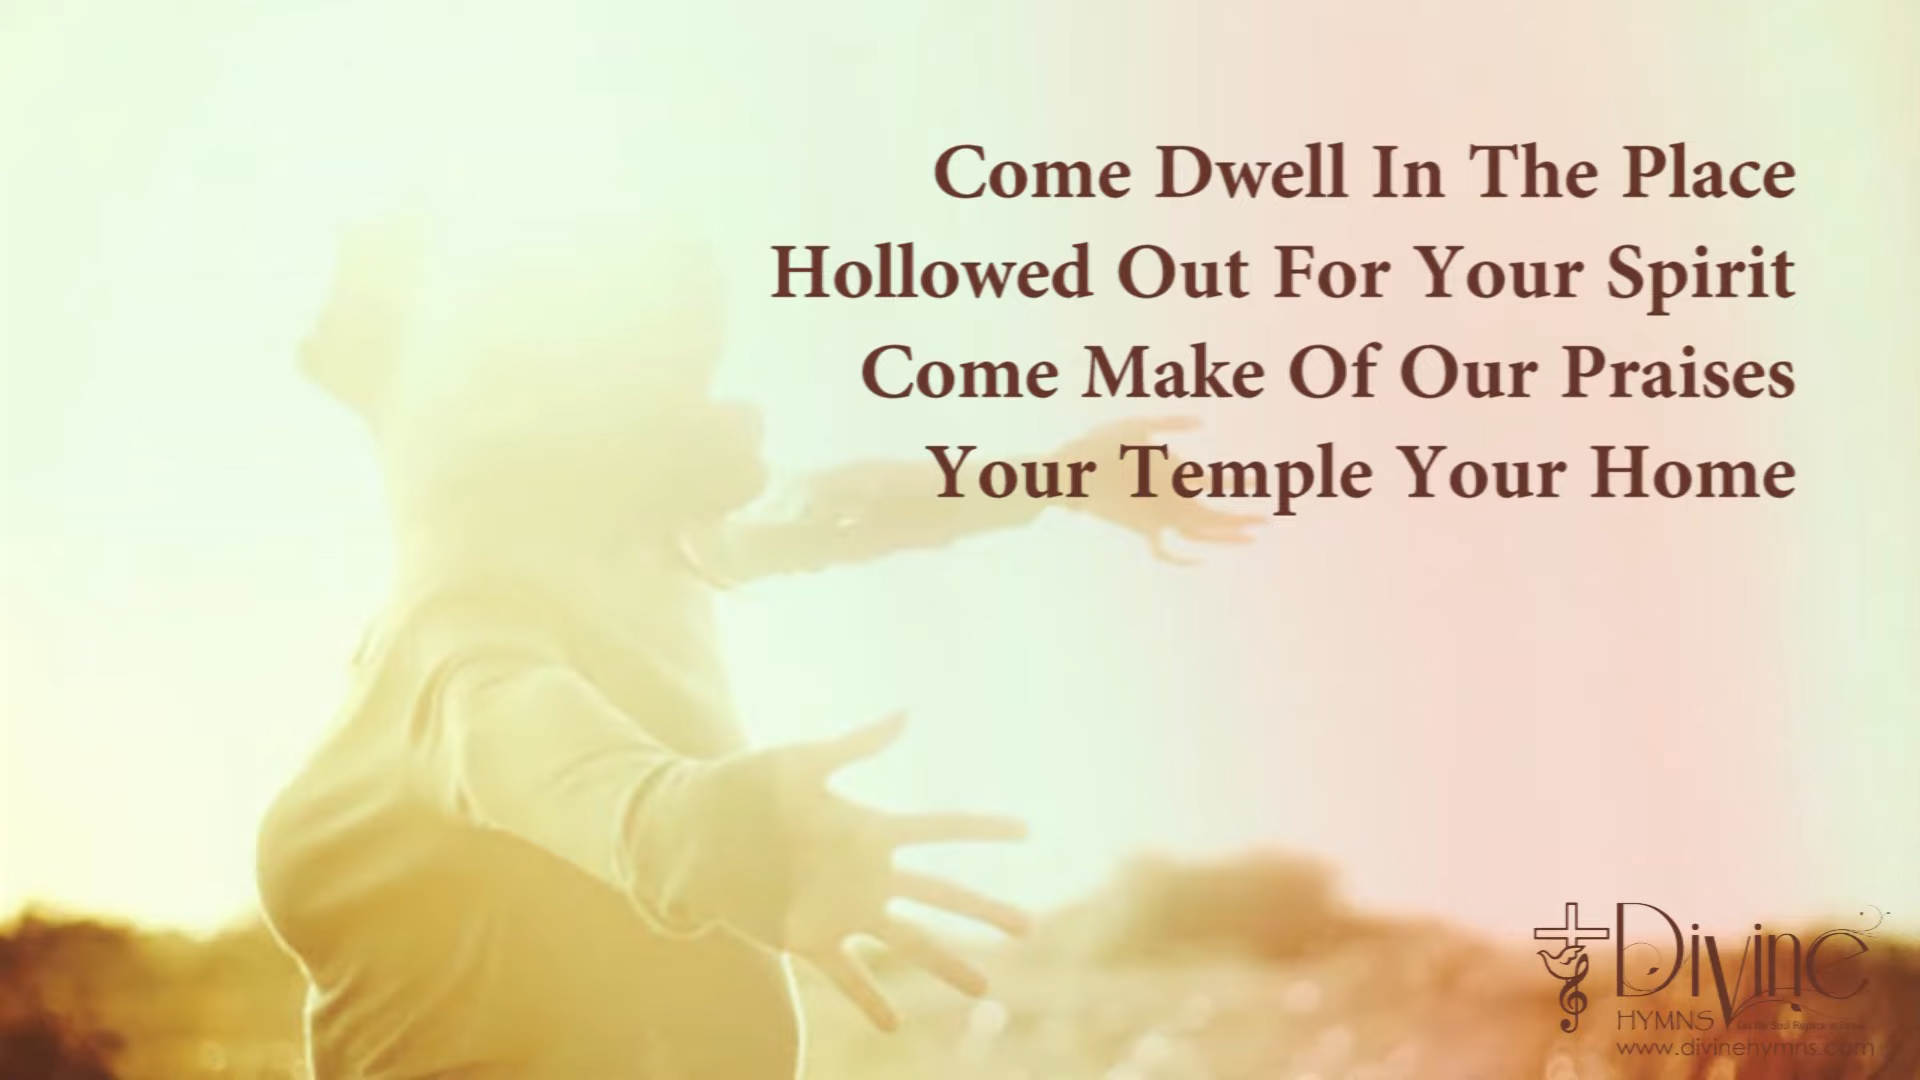 Come Dwell In The Place
Hollowed Out For Your Spirit
Come Make Of Our Praises
Your Temple Your Home
Divine
HYMNS
www.divinehymns.com